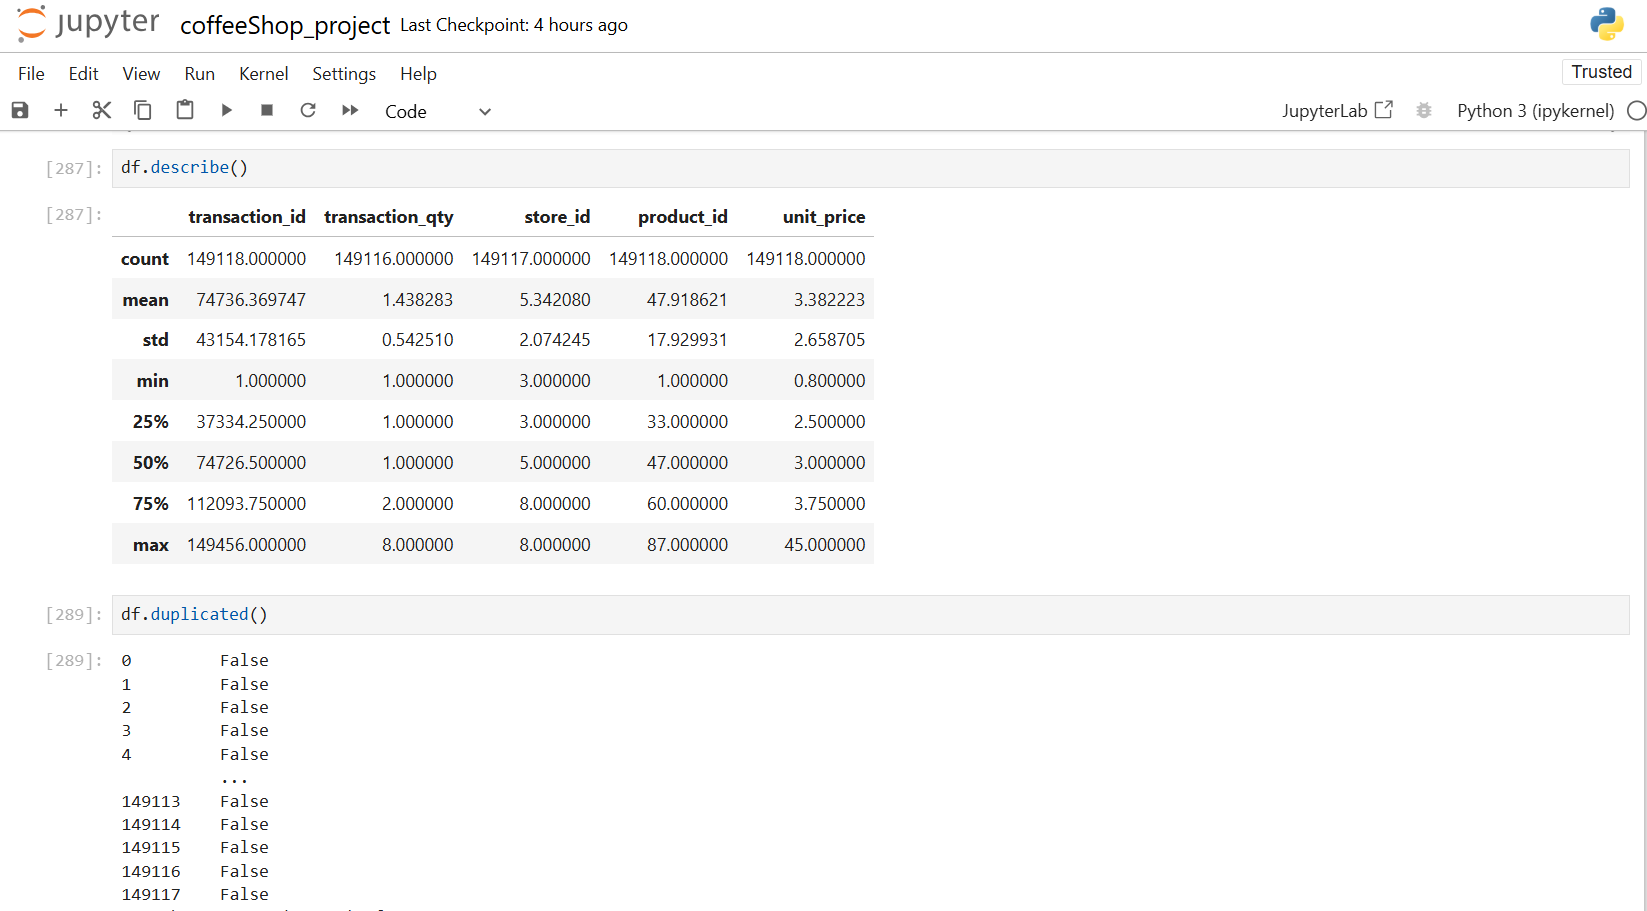 jupyter coffeeShop_project Last Checkpoint: 4 hours ago
File Edit View Run Kernel Settings Help Trusted
Code JupyterLab Python 3 (ipykernel)
[287]: df.describe()
[287]: transaction_id transaction_qty store_id product_id unit_price
count 149118.000000 149116.000000 149117.000000 149118.000000 149118.000000
mean 74736.369747 1.438283 5.342080 47.918621 3.382223
std 43154.178165 0.542510 2.074245 17.929931 2.658705
min 1.000000 1.000000 3.000000 1.000000 0.800000
25% 37334.250000 1.000000 3.000000 33.000000 2.500000
50% 74726.500000 1.000000 5.000000 47.000000 3.000000
75% 112093.750000 2.000000 8.000000 60.000000 3.750000
max 149456.000000 8.000000 8.000000 87.000000 45.000000
[289]: df.duplicated()
[289]: 0 False
1 False
2 False
3 False
4 False
...
149113 False
149114 False
149115 False
149116 False
149117 False